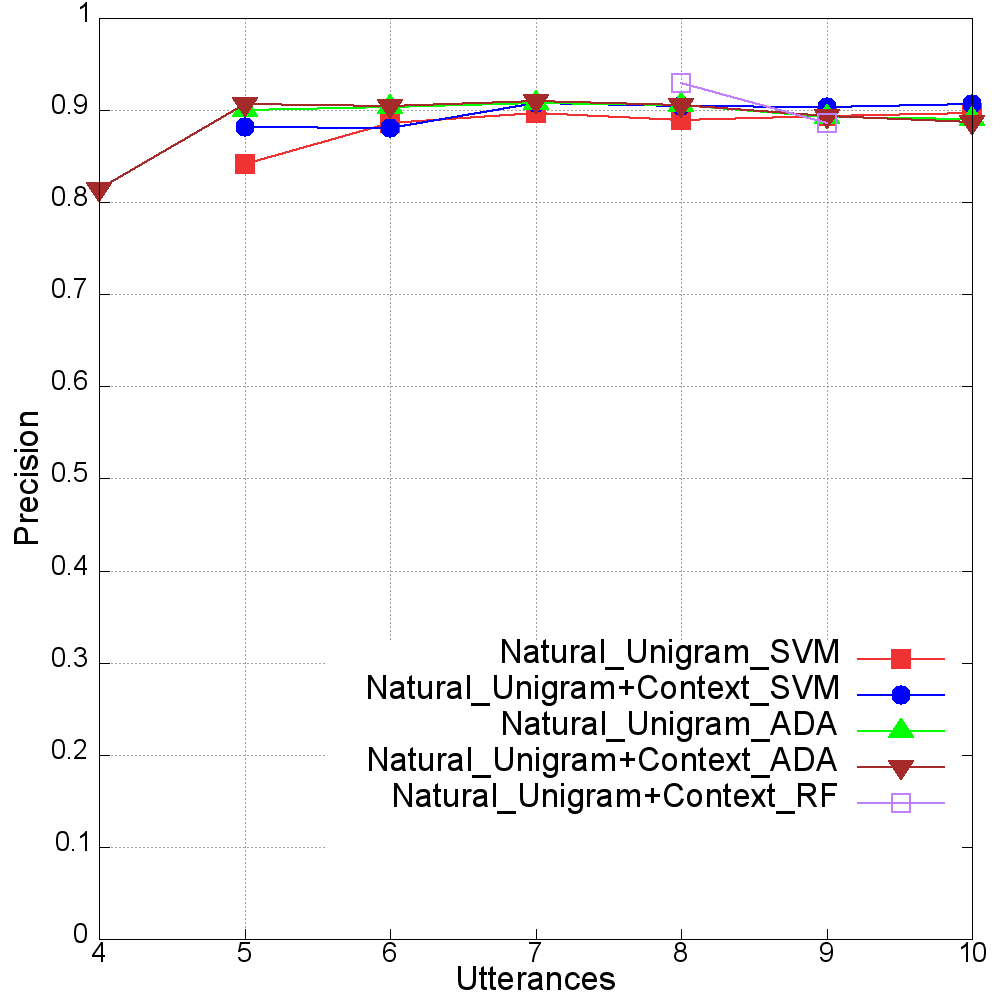 1
0.9
0.8
0.7
0.6
0.5
0.4
0.3
0.2
0.1
0
Precision
Natural_Unigram_SVM
Natural_Unigram+Context_SVM
Natural_Unigram_ADA
Natural_Unigram+Context_ADA
Natural_Unigram+Context_RF
4 5 6 7 8 9 10
Utterances